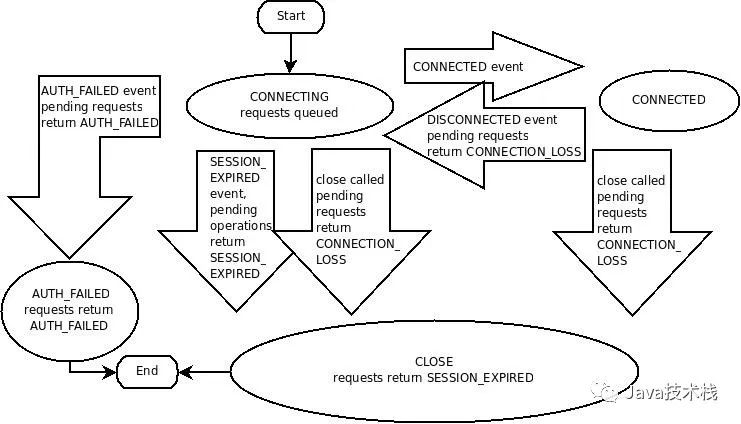 Start
CONNECTED event
AUTH_FAILED event
pending requests
return AUTH_FAILED
CONNECTING
requests queued
CONNECTED
DISCONNECTED event
pending requests
return CONNECTION_LOSS
SESSION_
EXPIRED
event,
pending
operations
return
SESSION_
EXPIRED
close called
pending
requests
return
CONNECTION_
LOSS
close called
pending
requests
return
CONNECTION_
LOSS
AUTH_FAILED
requests return
AUTH_FAILED
End
CLOSE
requests return SESSION_EXPIRED
Java技术栈